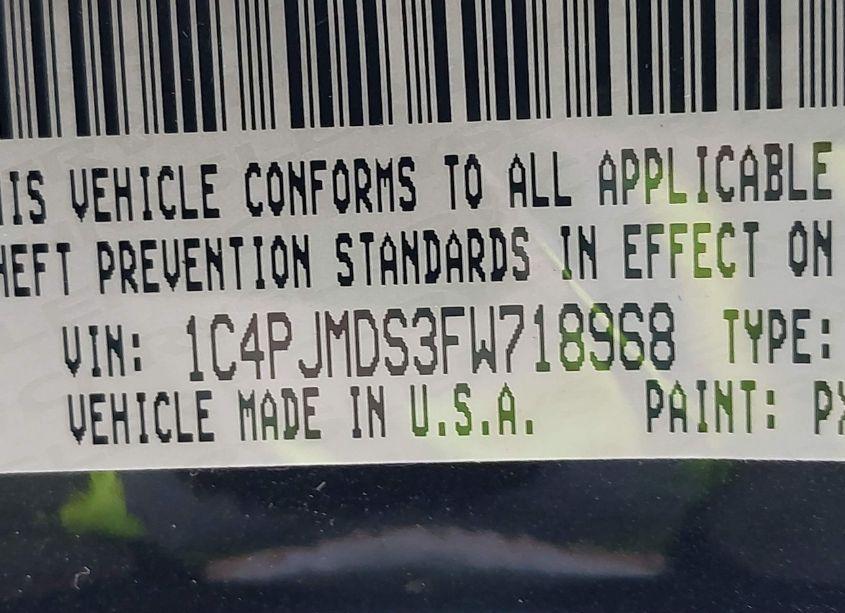 IS VEHICLE CONFORMS TO ALL APPLICABLE
HEFT PREVENTION STANDARDS IN EFFECT ON
VIN: 1C4PJMDS3FW718968 TYPE:
VEHICLE MADE IN U.S.A. PAINT: PX